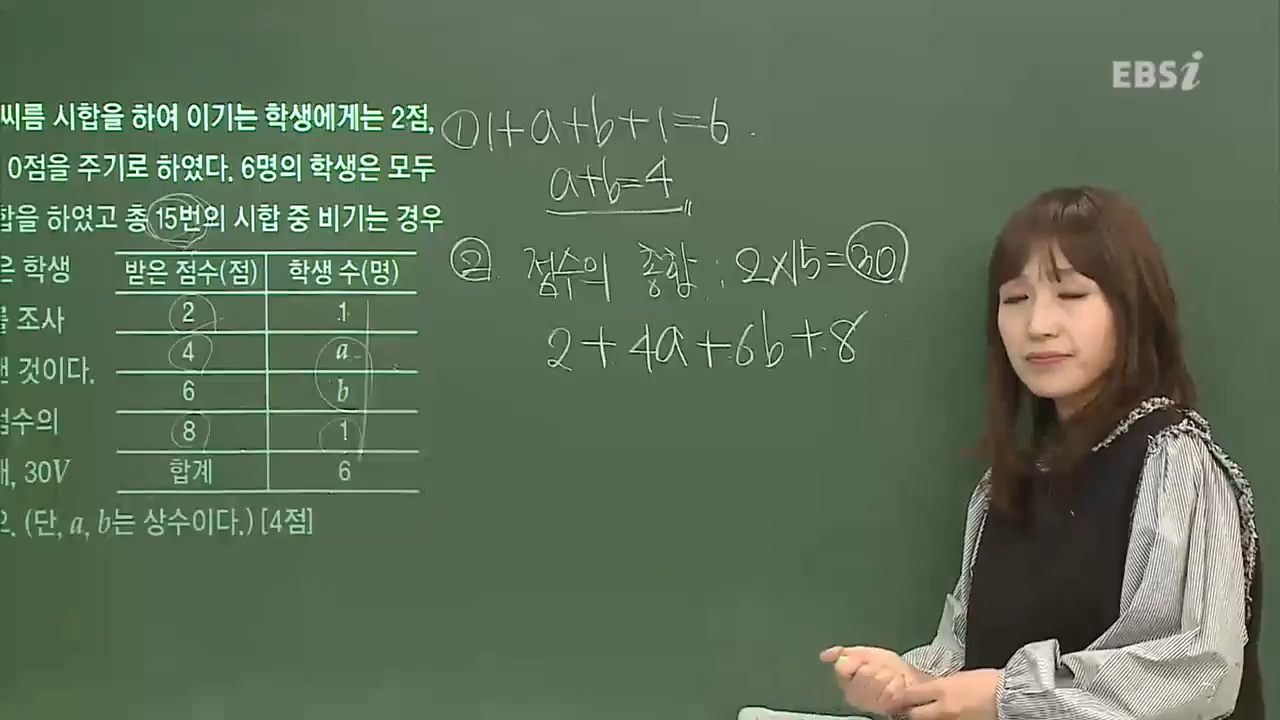 EBSi
씨름 시합을 하여 이기는 학생에게는 2점,
0점을 주기로 하였다. 6명의 학생은 모두
합을 하였고 총 15번의 시합 중 비기는 경우
은 학생
를 조사
것이다.
점수의
30V
(단, a, b는 상수이다.) [4점]
받은 점수(점) 학생 수(명)
2 1
4 a
6 b
8 1
합계 6
① 1+a+b+1=6.
a+b=4
② 점수의 총합 : 2×15=30
2+4a+6b+8